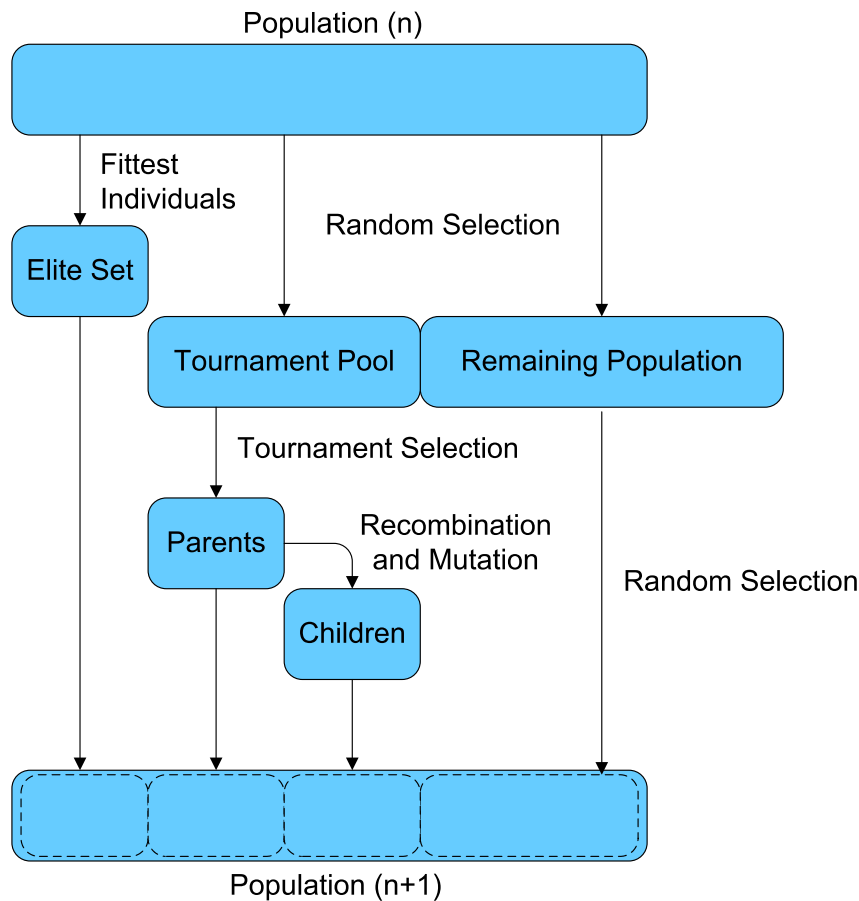 Population (n)
Fittest
Individuals
Random Selection
Elite Set
Tournament Pool
Remaining Population
Tournament Selection
Parents
Recombination
and Mutation
Random Selection
Children
Population (n+1)